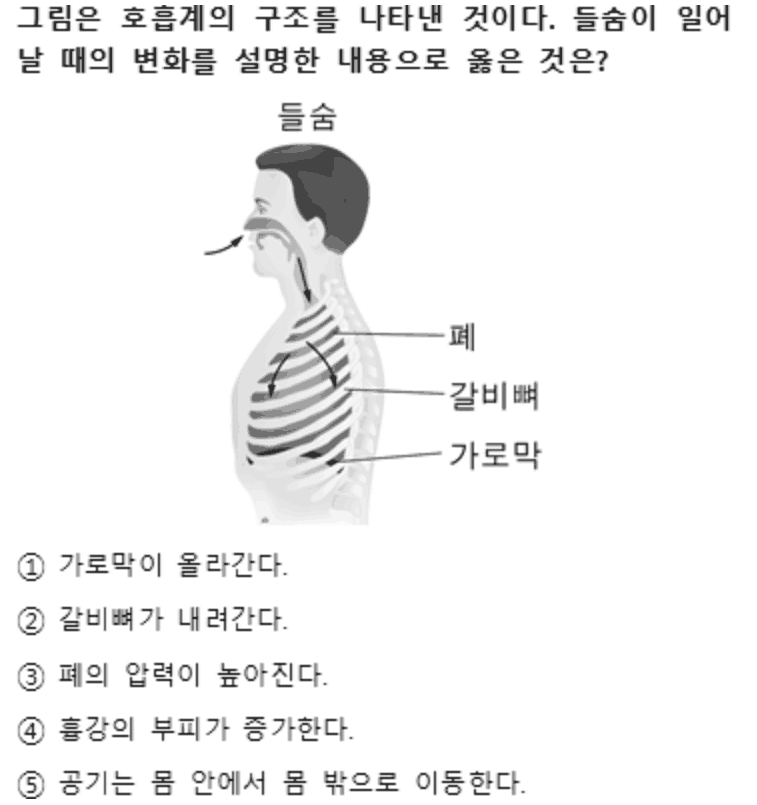 그림은 호흡계의 구조를 나타낸 것이다. 들숨이 일어
날 때의 변화를 설명한 내용으로 옳은 것은?
들숨
폐
갈비뼈
가로막
① 가로막이 올라간다.
② 갈비뼈가 내려간다.
③ 폐의 압력이 높아진다.
④ 흉강의 부피가 증가한다.
⑤ 공기는 몸 안에서 몸 밖으로 이동한다.